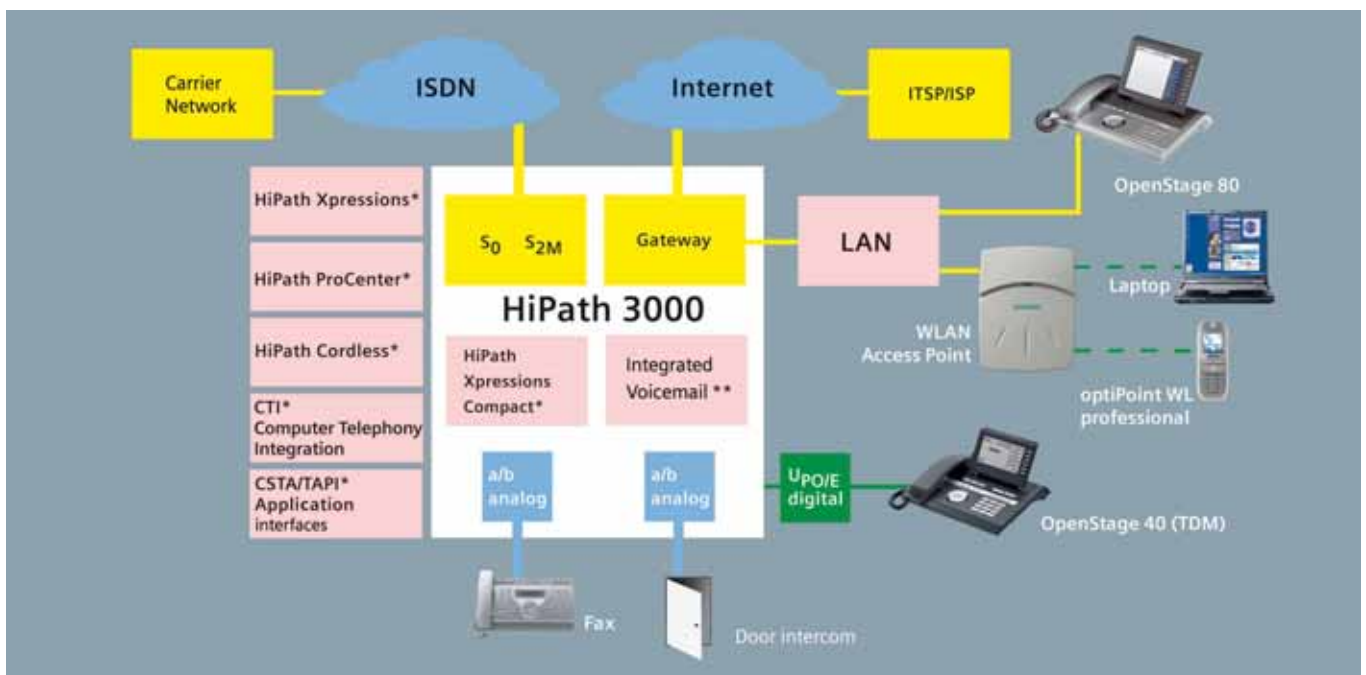 Carrier
Network
ISDN
Internet
ITSP/ISP
OpenStage 80
HiPath Xpressions*
S0 S2M
Gateway
LAN
HiPath ProCenter*
HiPath 3000
Laptop
WLAN
Access Point
HiPath Cordless*
HiPath
Xpressions
Compact*
Integrated
Voicemail **
optiPoint WL
professional
CTI*
Computer Telephony
Integration
CSTA/TAPI*
Application
interfaces
a/b
analog
a/b
analog
UPO/E
digital
OpenStage 40 (TDM)
Fax
Door intercom